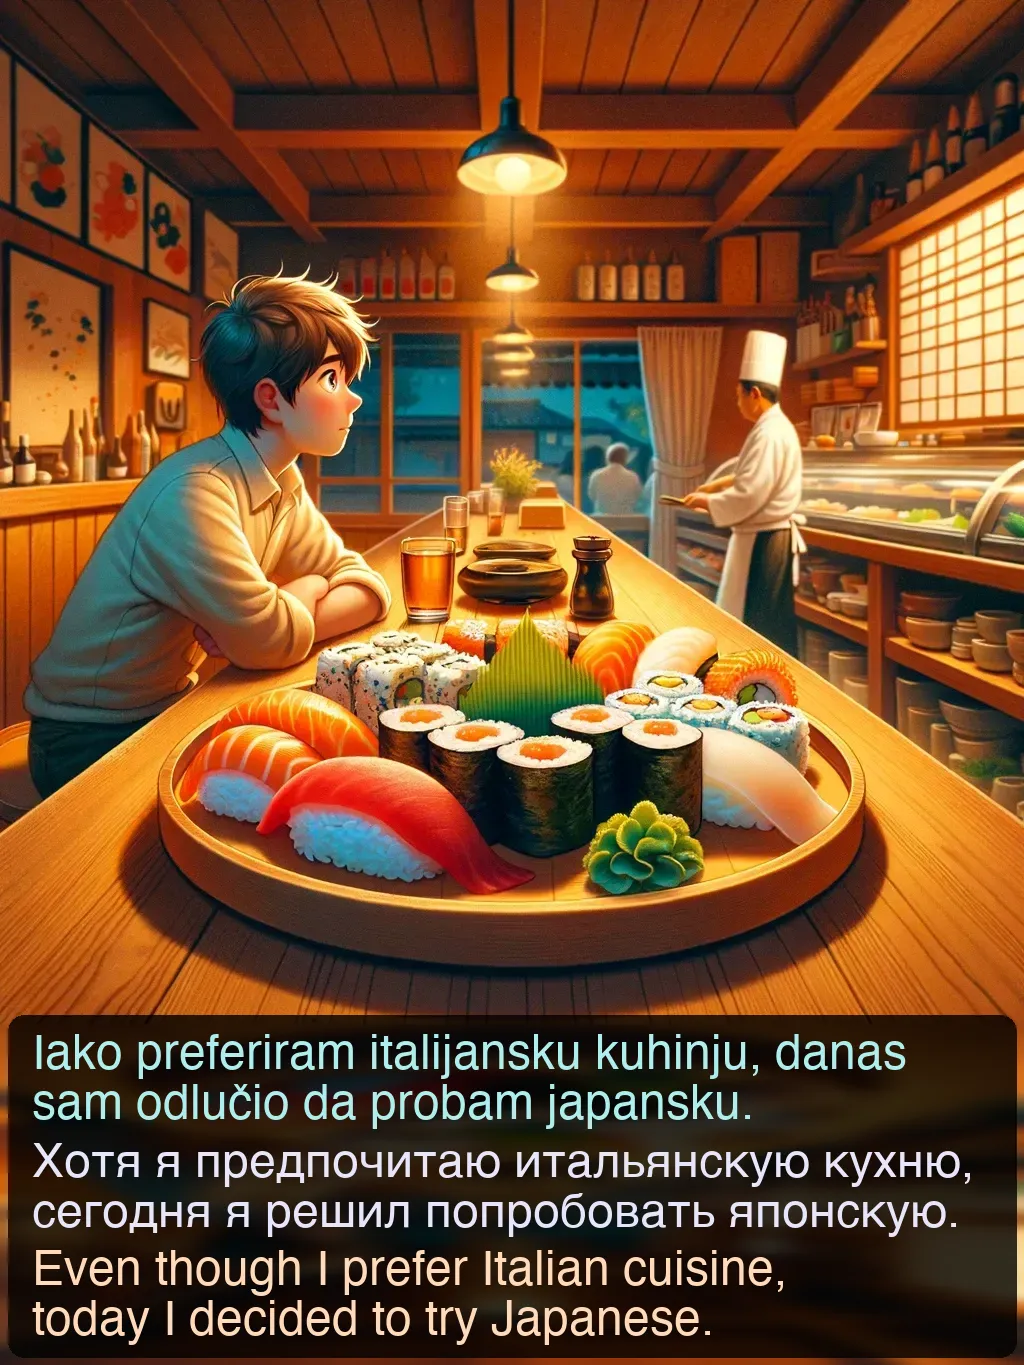 Iako preferiram italijansku kuhinju, danas
sam odlučio da probam japansku.
Хотя я предпочитаю итальянскую кухню,
сегодня я решил попробовать японскую.
Even though I prefer Italian cuisine,
today I decided to try Japanese.